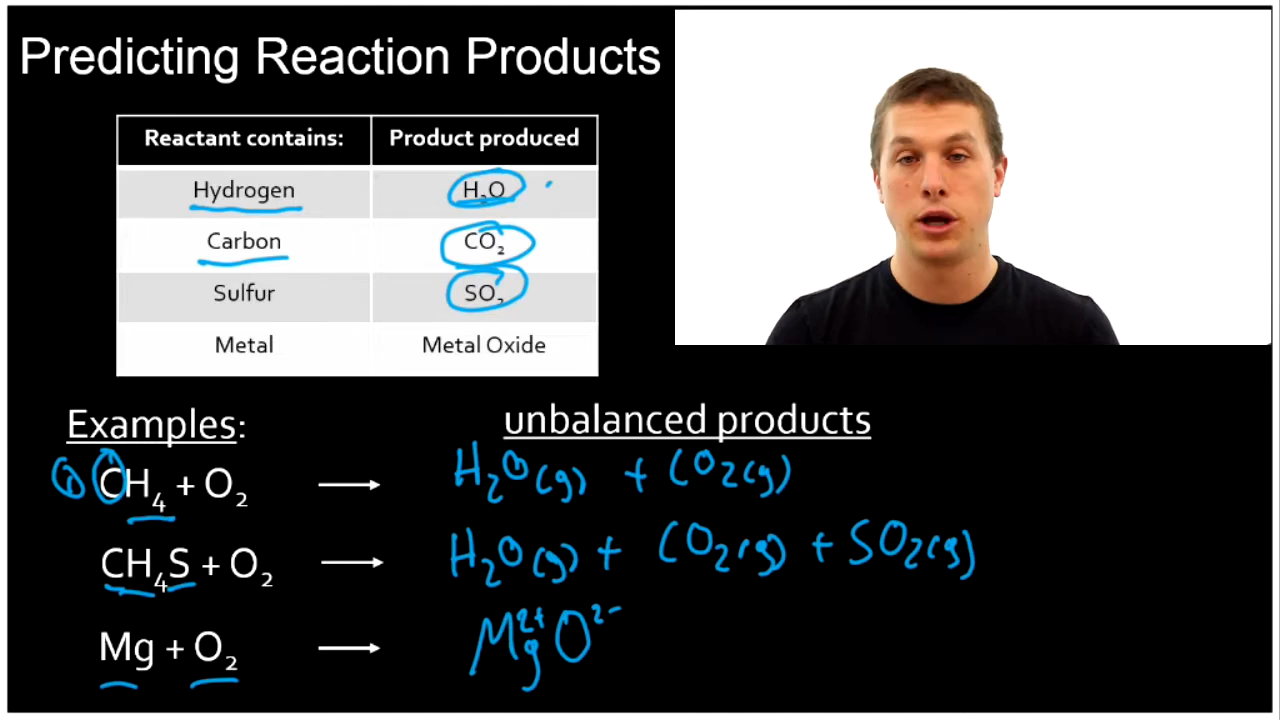 Predicting Reaction Products
Reactant contains: Product produced
Hydrogen H₂O
Carbon CO₂
Sulfur SO₂
Metal Metal Oxide
Examples: unbalanced products
CH₄ + O₂ → H₂O(g) + CO₂(g)
CH₄S + O₂ → H₂O(g) + CO₂(g) + SO₂(g)
Mg + O₂ → Mg²⁺O²⁻